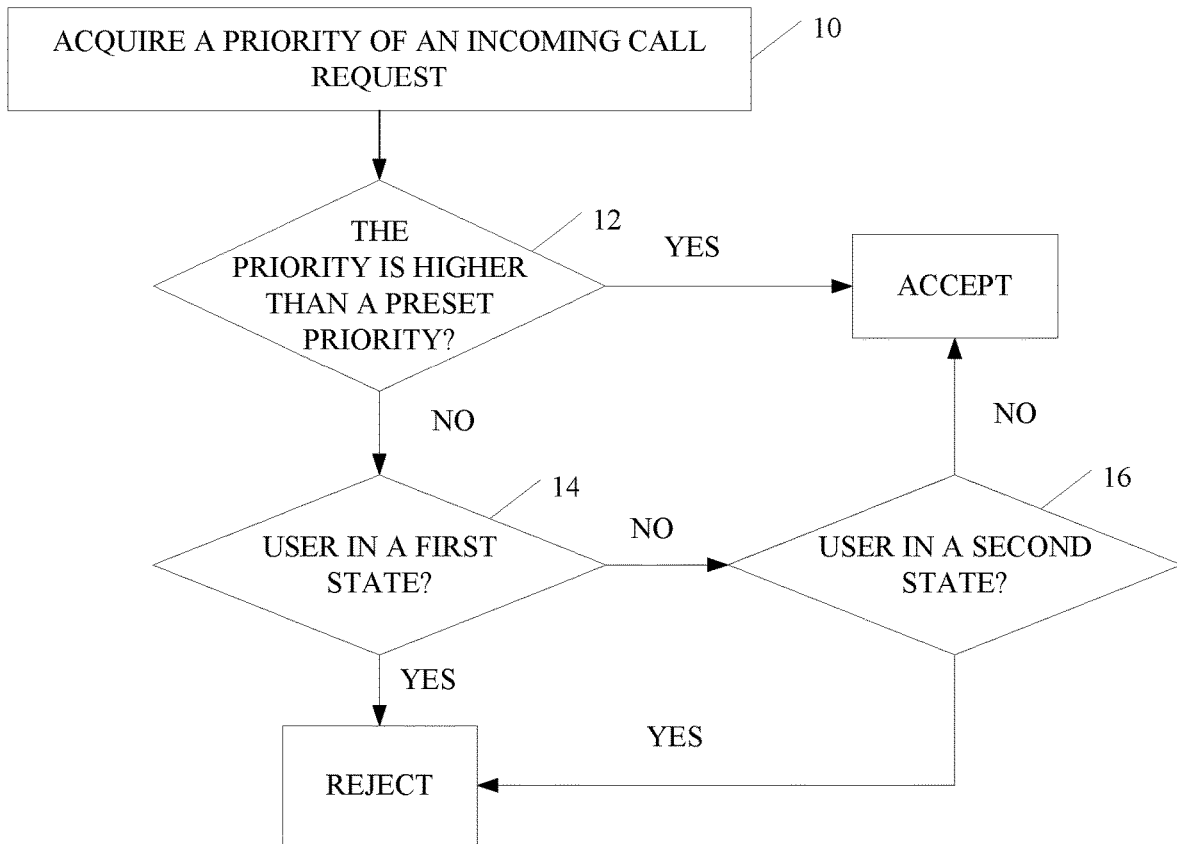 ACQUIRE A PRIORITY OF AN INCOMING CALL
REQUEST
10
THE
PRIORITY IS HIGHER
THAN A PRESET
PRIORITY?
12
YES
ACCEPT
NO
NO
USER IN A FIRST
STATE?
14
NO
USER IN A SECOND
STATE?
16
YES
YES
REJECT